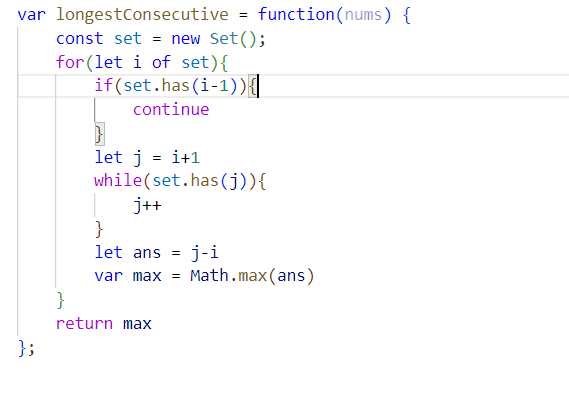 var longestConsecutive = function(nums) {
    const set = new Set();
    for(let i of set){
        if(set.has(i-1)){
            continue
        }
        let j = i+1
        while(set.has(j)){
            j++
        }
        let ans = j-i
        var max = Math.max(ans)
    }
    return max
};